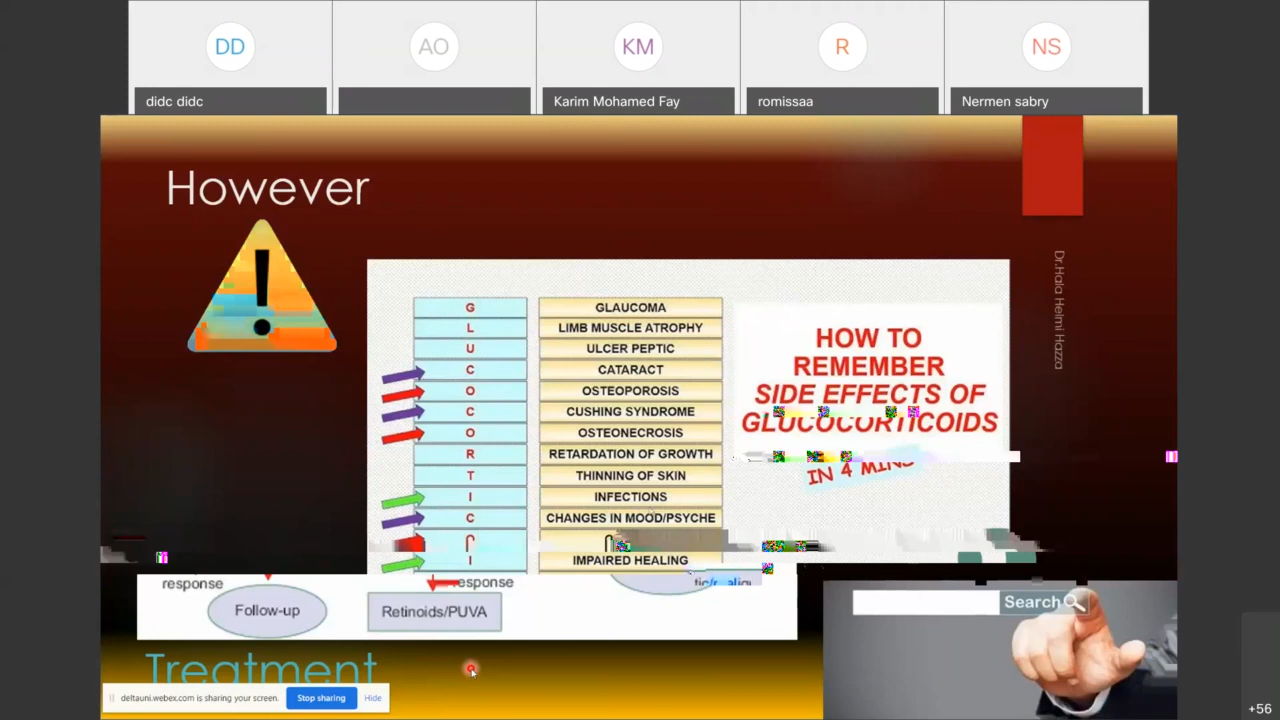 DD
AO
KM
R
NS
didc didc
Karim Mohamed Fay
romissaa
Nermen sabry
However
Dr.Hala Helmi Hazza
G GLAUCOMA
L LIMB MUSCLE ATROPHY
U ULCER PEPTIC
C CATARACT
O OSTEOPOROSIS
C CUSHING SYNDROME
O OSTEONECROSIS
R RETARDATION OF GROWTH
T THINNING OF SKIN
I INFECTIONS
C CHANGES IN MOOD/PSYCHE
I IMPAIRED HEALING
HOW TO
REMEMBER
SIDE EFFECTS OF
GLUCOCORTICOIDS
IN 4 MINS
response
response
Follow-up
Retinoids/PUVA
Search
Treatment
deltauni.webex.com is sharing your screen.
Stop sharing
Hide
+56